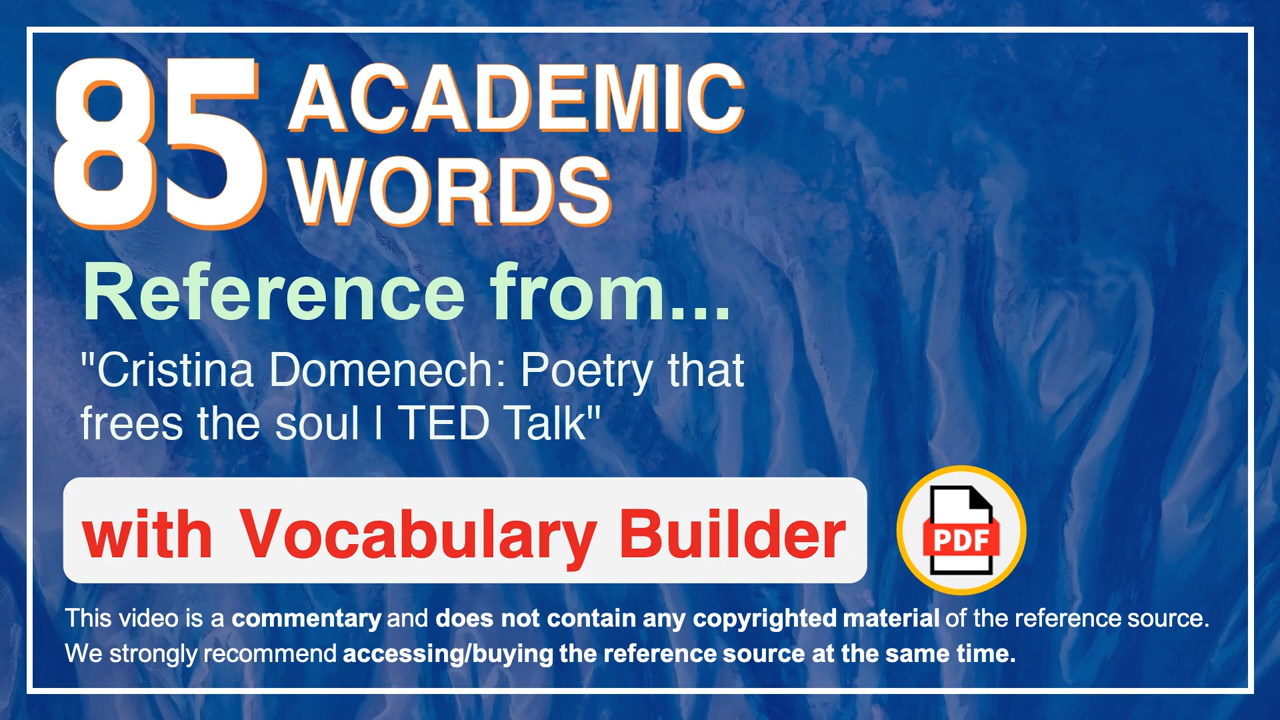 85 ACADEMIC
WORDS
Reference from...
"Cristina Domenech: Poetry that
frees the soul | TED Talk"
with Vocabulary Builder
PDF
This video is a commentary and does not contain any copyrighted material of the reference source.
We strongly recommend accessing/buying the reference source at the same time.